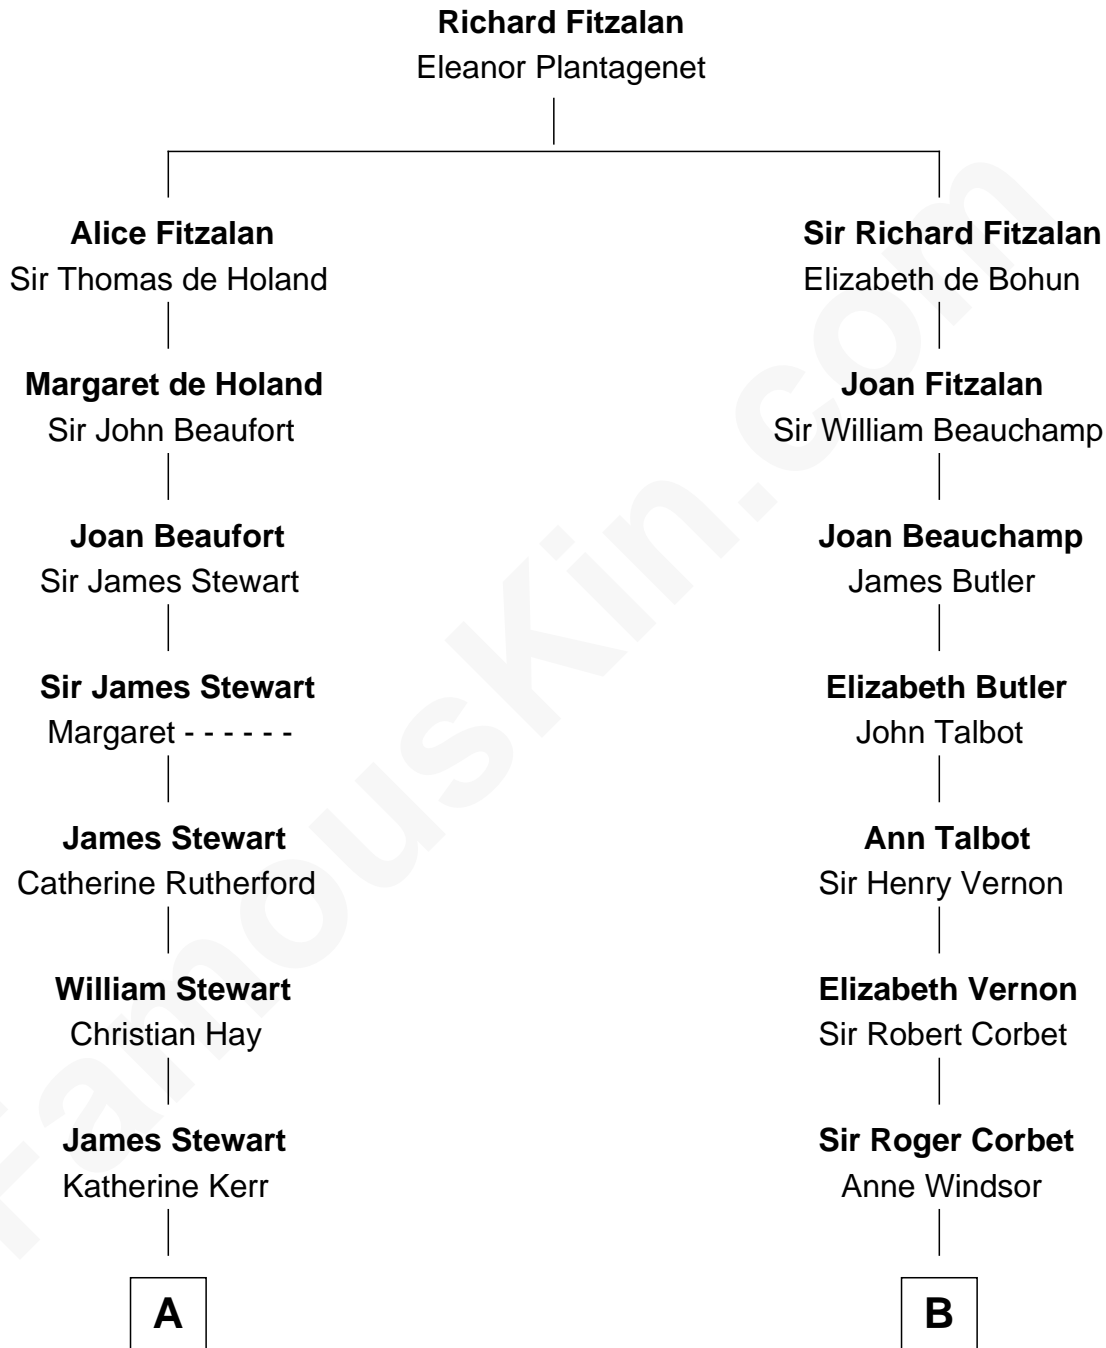 Richard Fitzalan
Eleanor Plantagenet
Alice Fitzalan
Sir Thomas de Holand
Margaret de Holand
Sir John Beaufort
Joan Beaufort
Sir James Stewart
Sir James Stewart
Margaret - - - - - -
James Stewart
Catherine Rutherford
William Stewart
Christian Hay
James Stewart
Katherine Kerr
A
Sir Richard Fitzalan
Elizabeth de Bohun
Joan Fitzalan
Sir William Beauchamp
Joan Beauchamp
James Butler
Elizabeth Butler
John Talbot
Ann Talbot
Sir Henry Vernon
Elizabeth Vernon
Sir Robert Corbet
Sir Roger Corbet
Anne Windsor
B
FamousKin.com